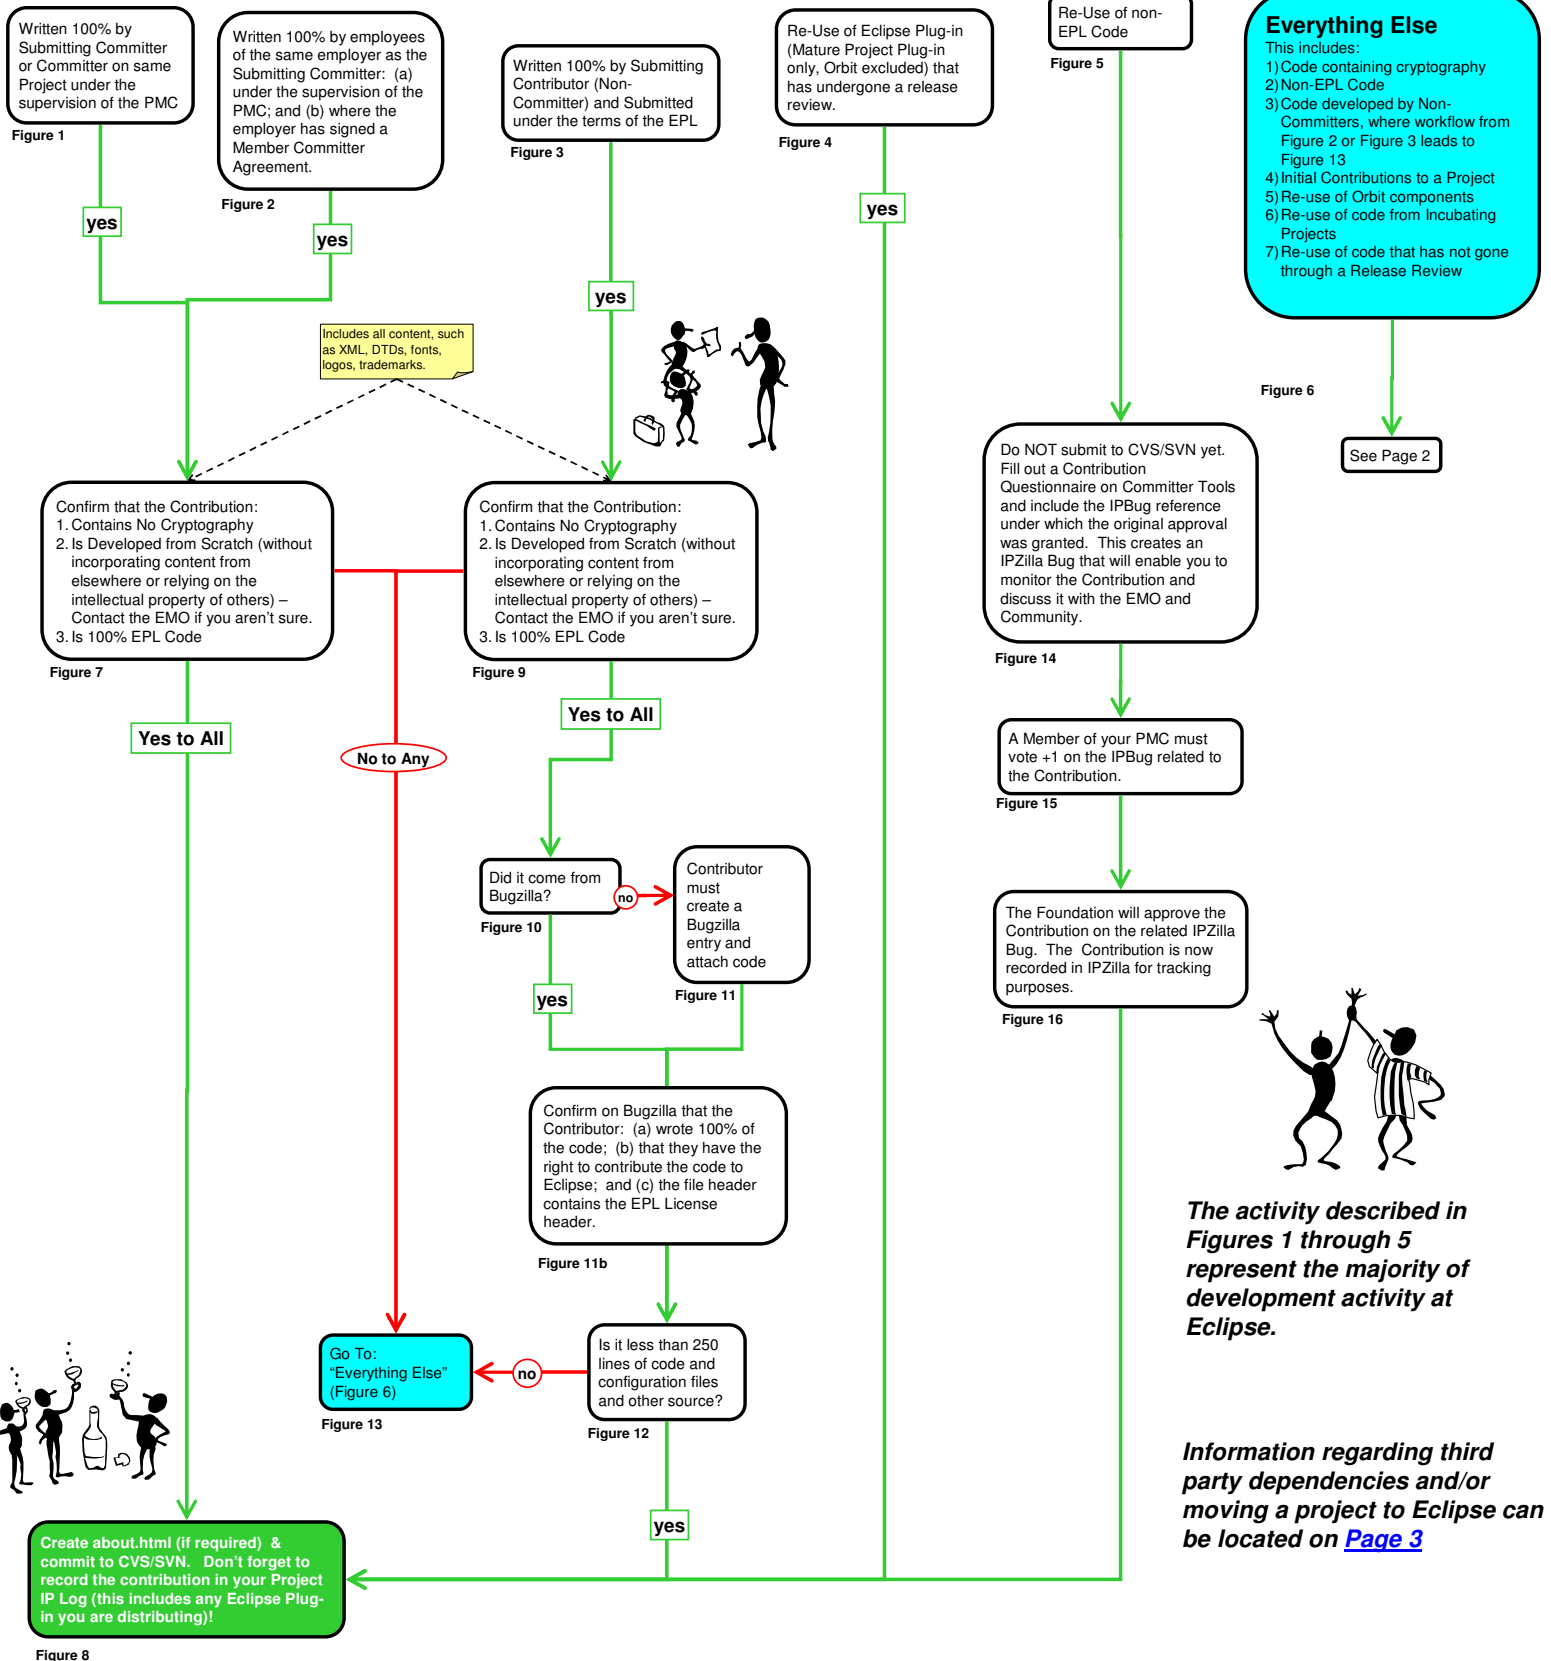 Written 100% by
Submitting Committer
or Committer on same
Project under the
supervision of the PMC
Figure 1
Written 100% by employees
of the same employer as the
Submitting Committer:  (a)
under the supervision of the
PMC; and (b) where the
employer has signed a
Member Committer
Agreement.
Figure 2
Written 100% by Submitting
Contributor (Non-
Committer) and Submitted
under the terms of the EPL
Figure 3
Re-Use of Eclipse Plug-in
(Mature Project Plug-in
only, Orbit excluded) that
has undergone a release
review.
Figure 4
Re-Use of non-
EPL Code
Figure 5
Everything Else
This includes:
1) Code containing cryptography
2) Non-EPL Code
3) Code developed by Non-
Committers, where workflow from
Figure 2 or Figure 3 leads to
Figure 13
4) Initial Contributions to a Project
5) Re-use of Orbit components
6) Re-use of code from Incubating
Projects
7) Re-use of code that has not gone
through a Release Review
Figure 6
See Page 2
yes
yes
yes
yes
Includes all content, such
as XML, DTDs, fonts,
logos, trademarks.
Confirm that the Contribution:
1. Contains No Cryptography
2. Is Developed from Scratch (without
incorporating content from
elsewhere or relying on the
intellectual property of others) –
Contact the EMO if you aren't sure.
3. Is 100% EPL Code
Figure 7
Confirm that the Contribution:
1. Contains No Cryptography
2. Is Developed from Scratch (without
incorporating content from
elsewhere or relying on the
intellectual property of others) –
Contact the EMO if you aren't sure.
3. Is 100% EPL Code
Figure 9
Do NOT submit to CVS/SVN yet.
Fill out a Contribution
Questionnaire on Committer Tools
and include the IPBug reference
under which the original approval
was granted.  This creates an
IPZilla Bug that will enable you to
monitor the Contribution and
discuss it with the EMO and
Community.
Figure 14
Yes to All
No to Any
Yes to All
A Member of your PMC must
vote +1 on the IPBug related to
the Contribution.
Figure 15
Did it come from
Bugzilla?
Figure 10
no
Contributor
must
create a
Bugzilla
entry and
attach code
Figure 11
yes
The Foundation will approve the
Contribution on the related IPZilla
Bug.  The  Contribution is now
recorded in IPZilla for tracking
purposes.
Figure 16
Confirm on Bugzilla that the
Contributor:  (a) wrote 100% of
the code;  (b) that they have the
right to contribute the code to
Eclipse;  and (c) the file header
contains the EPL License
header.
Figure 11b
The activity described in
Figures 1 through 5
represent the majority of
development activity at
Eclipse.
Go To:
“Everything Else”
(Figure 6)
Figure 13
no
Is it less than 250
lines of code and
configuration files
and other source?
Figure 12
yes
Information regarding third
party dependencies and/or
moving a project to Eclipse can
be located on Page 3
Create about.html (if required)  &
commit to CVS/SVN.   Don't forget to
record the contribution in your Project
IP Log (this includes any Eclipse Plug-
in you are distributing)!
Figure 8